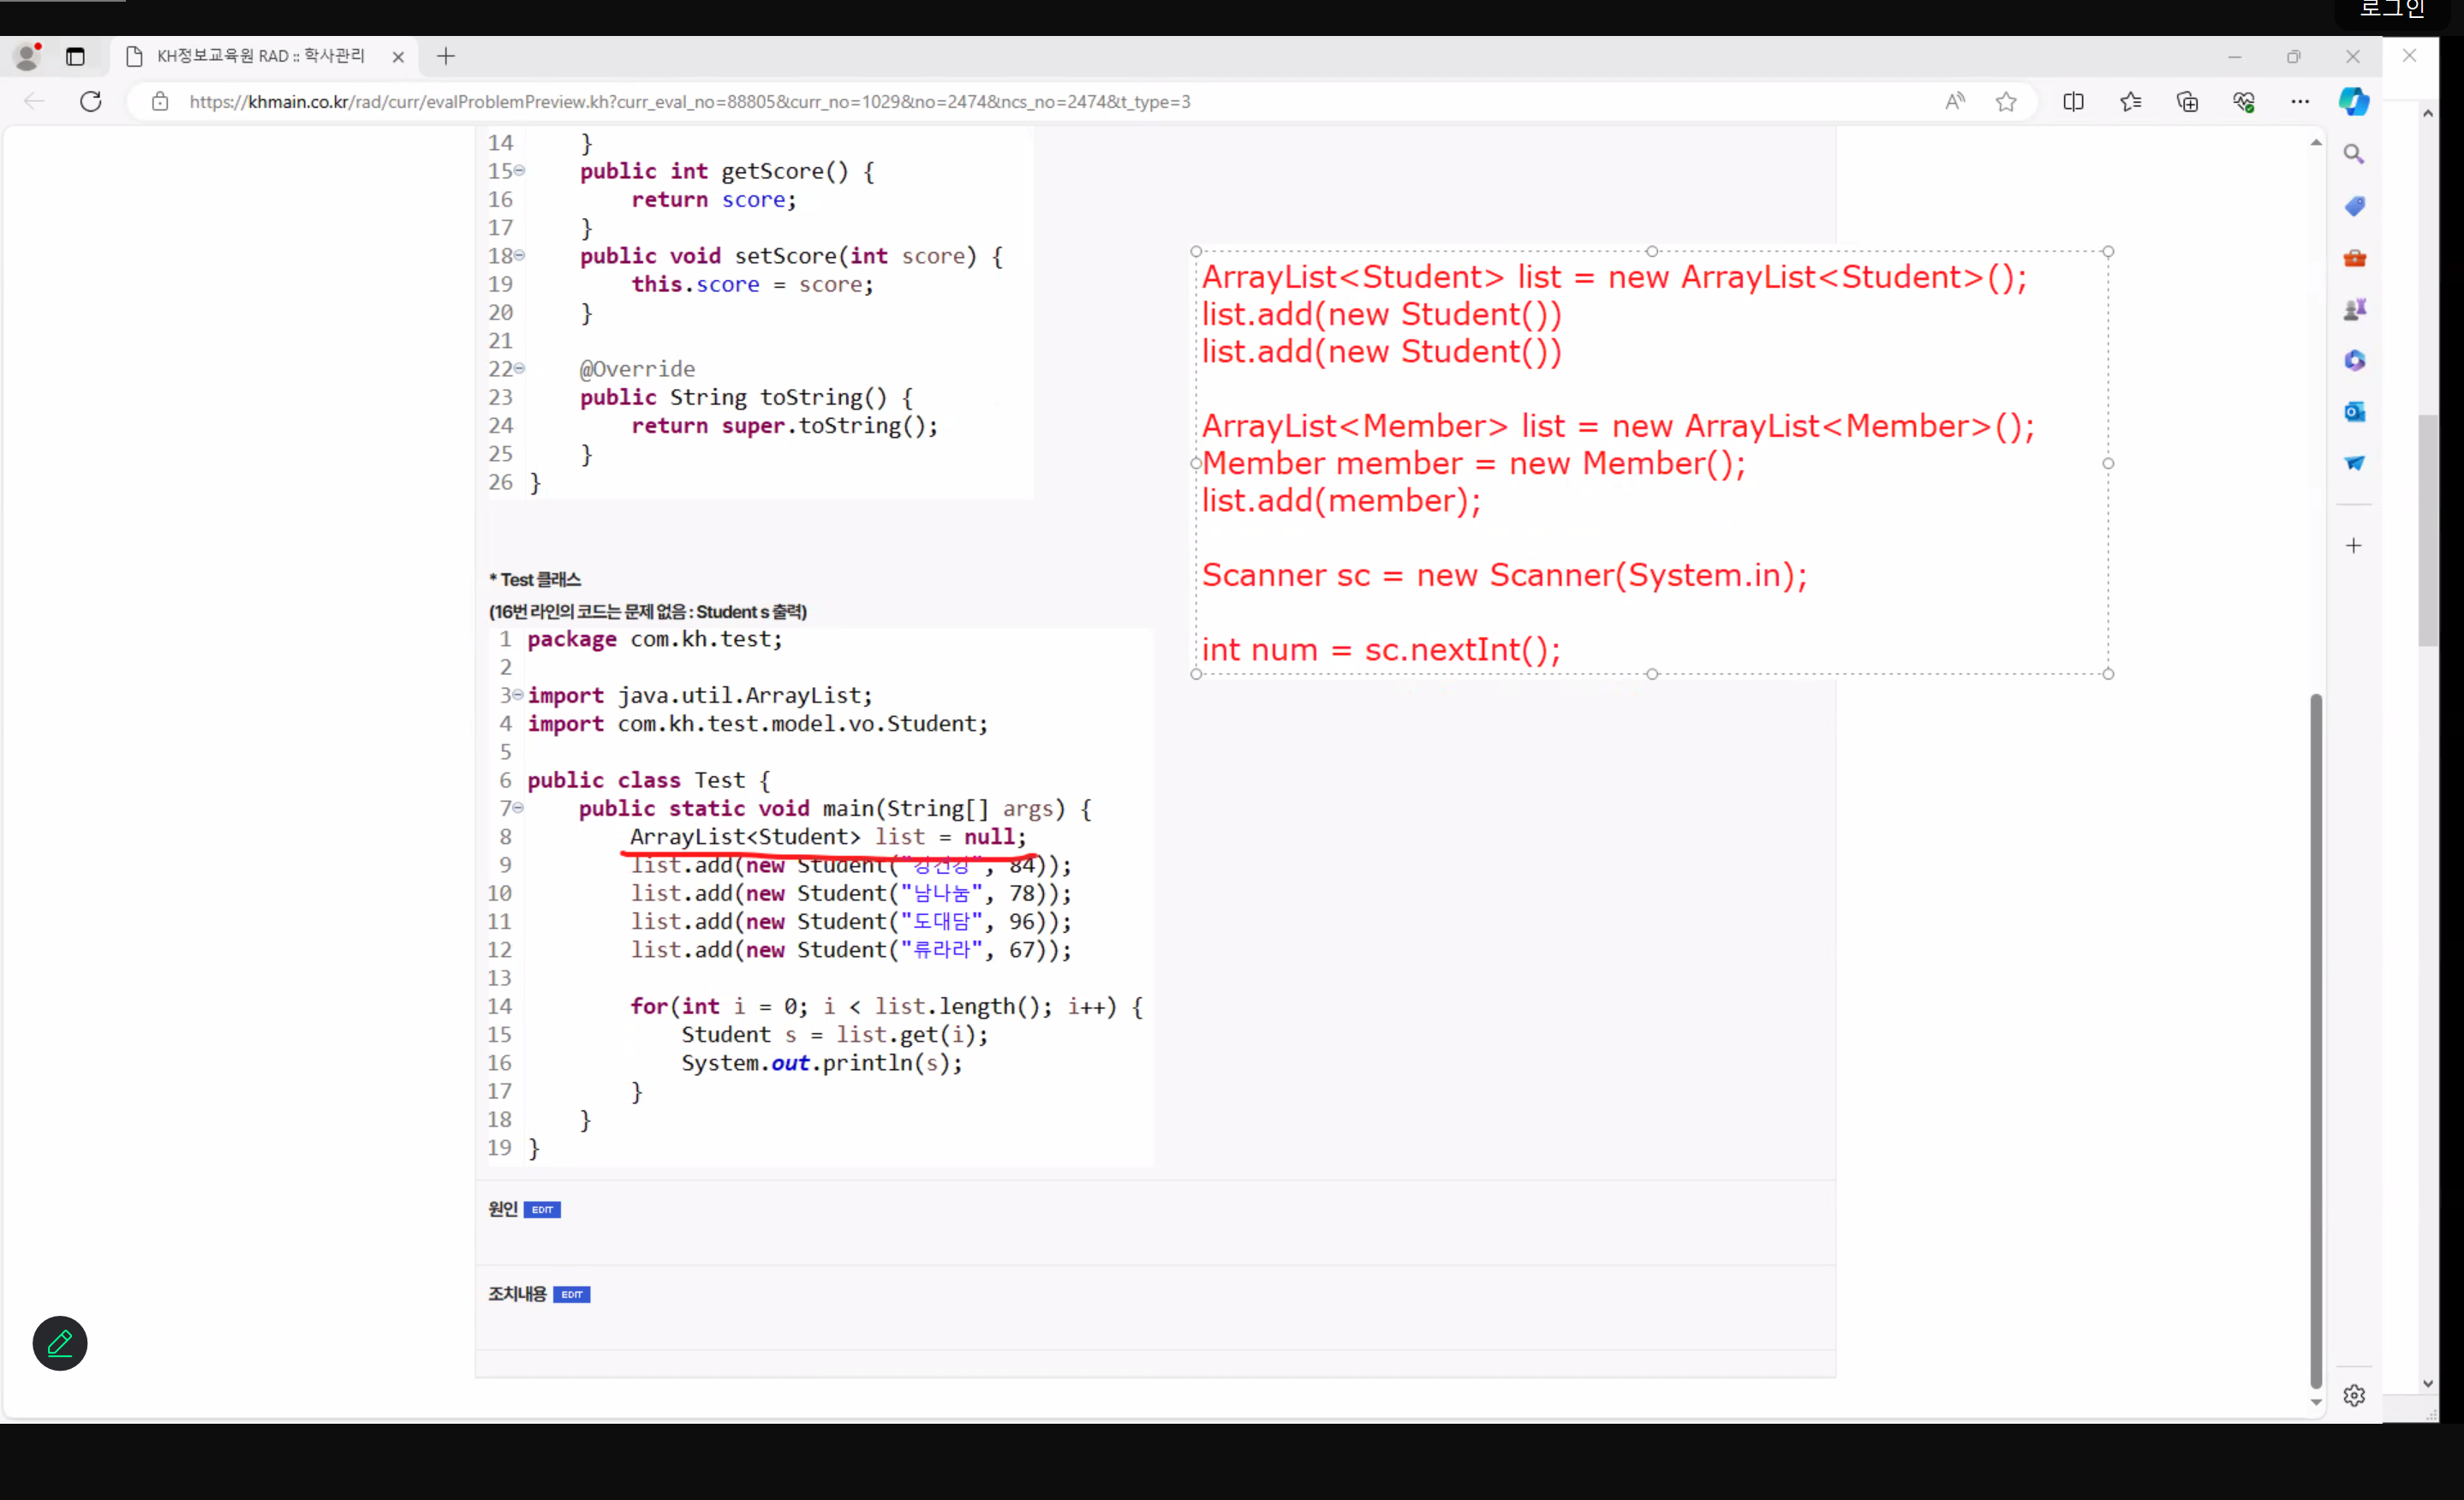 로그인
KH정보교육원 RAD :: 학사관리
https://khmain.co.kr/rad/curr/evalProblemPreview.kh?curr_eval_no=88805&curr_no=1029&no=2474&ncs_no=2474&t_type=3
14 }
15 public int getScore() {
16 return score;
17 }
18 public void setScore(int score) {
19 this.score = score;
20 }
21
22 @Override
23 public String toString() {
24 return super.toString();
25 }
26 }
ArrayList<Student> list = new ArrayList<Student>();
list.add(new Student())
list.add(new Student())
ArrayList<Member> list = new ArrayList<Member>();
Member member = new Member();
list.add(member);
Scanner sc = new Scanner(System.in);
int num = sc.nextInt();
* Test 클래스
(16번 라인의 코드는 문제 없음 : Student s 출력)
1 package com.kh.test;
2
3 import java.util.ArrayList;
4 import com.kh.test.model.vo.Student;
5
6 public class Test {
7 public static void main(String[] args) {
8 ArrayList<Student> list = null;
9 list.add(new Student("강건강", 84));
10 list.add(new Student("남나눔", 78));
11 list.add(new Student("도대담", 96));
12 list.add(new Student("류라라", 67));
13
14 for(int i = 0; i < list.length(); i++) {
15 Student s = list.get(i);
16 System.out.println(s);
17 }
18 }
19 }
원인 EDIT
조치내용 EDIT